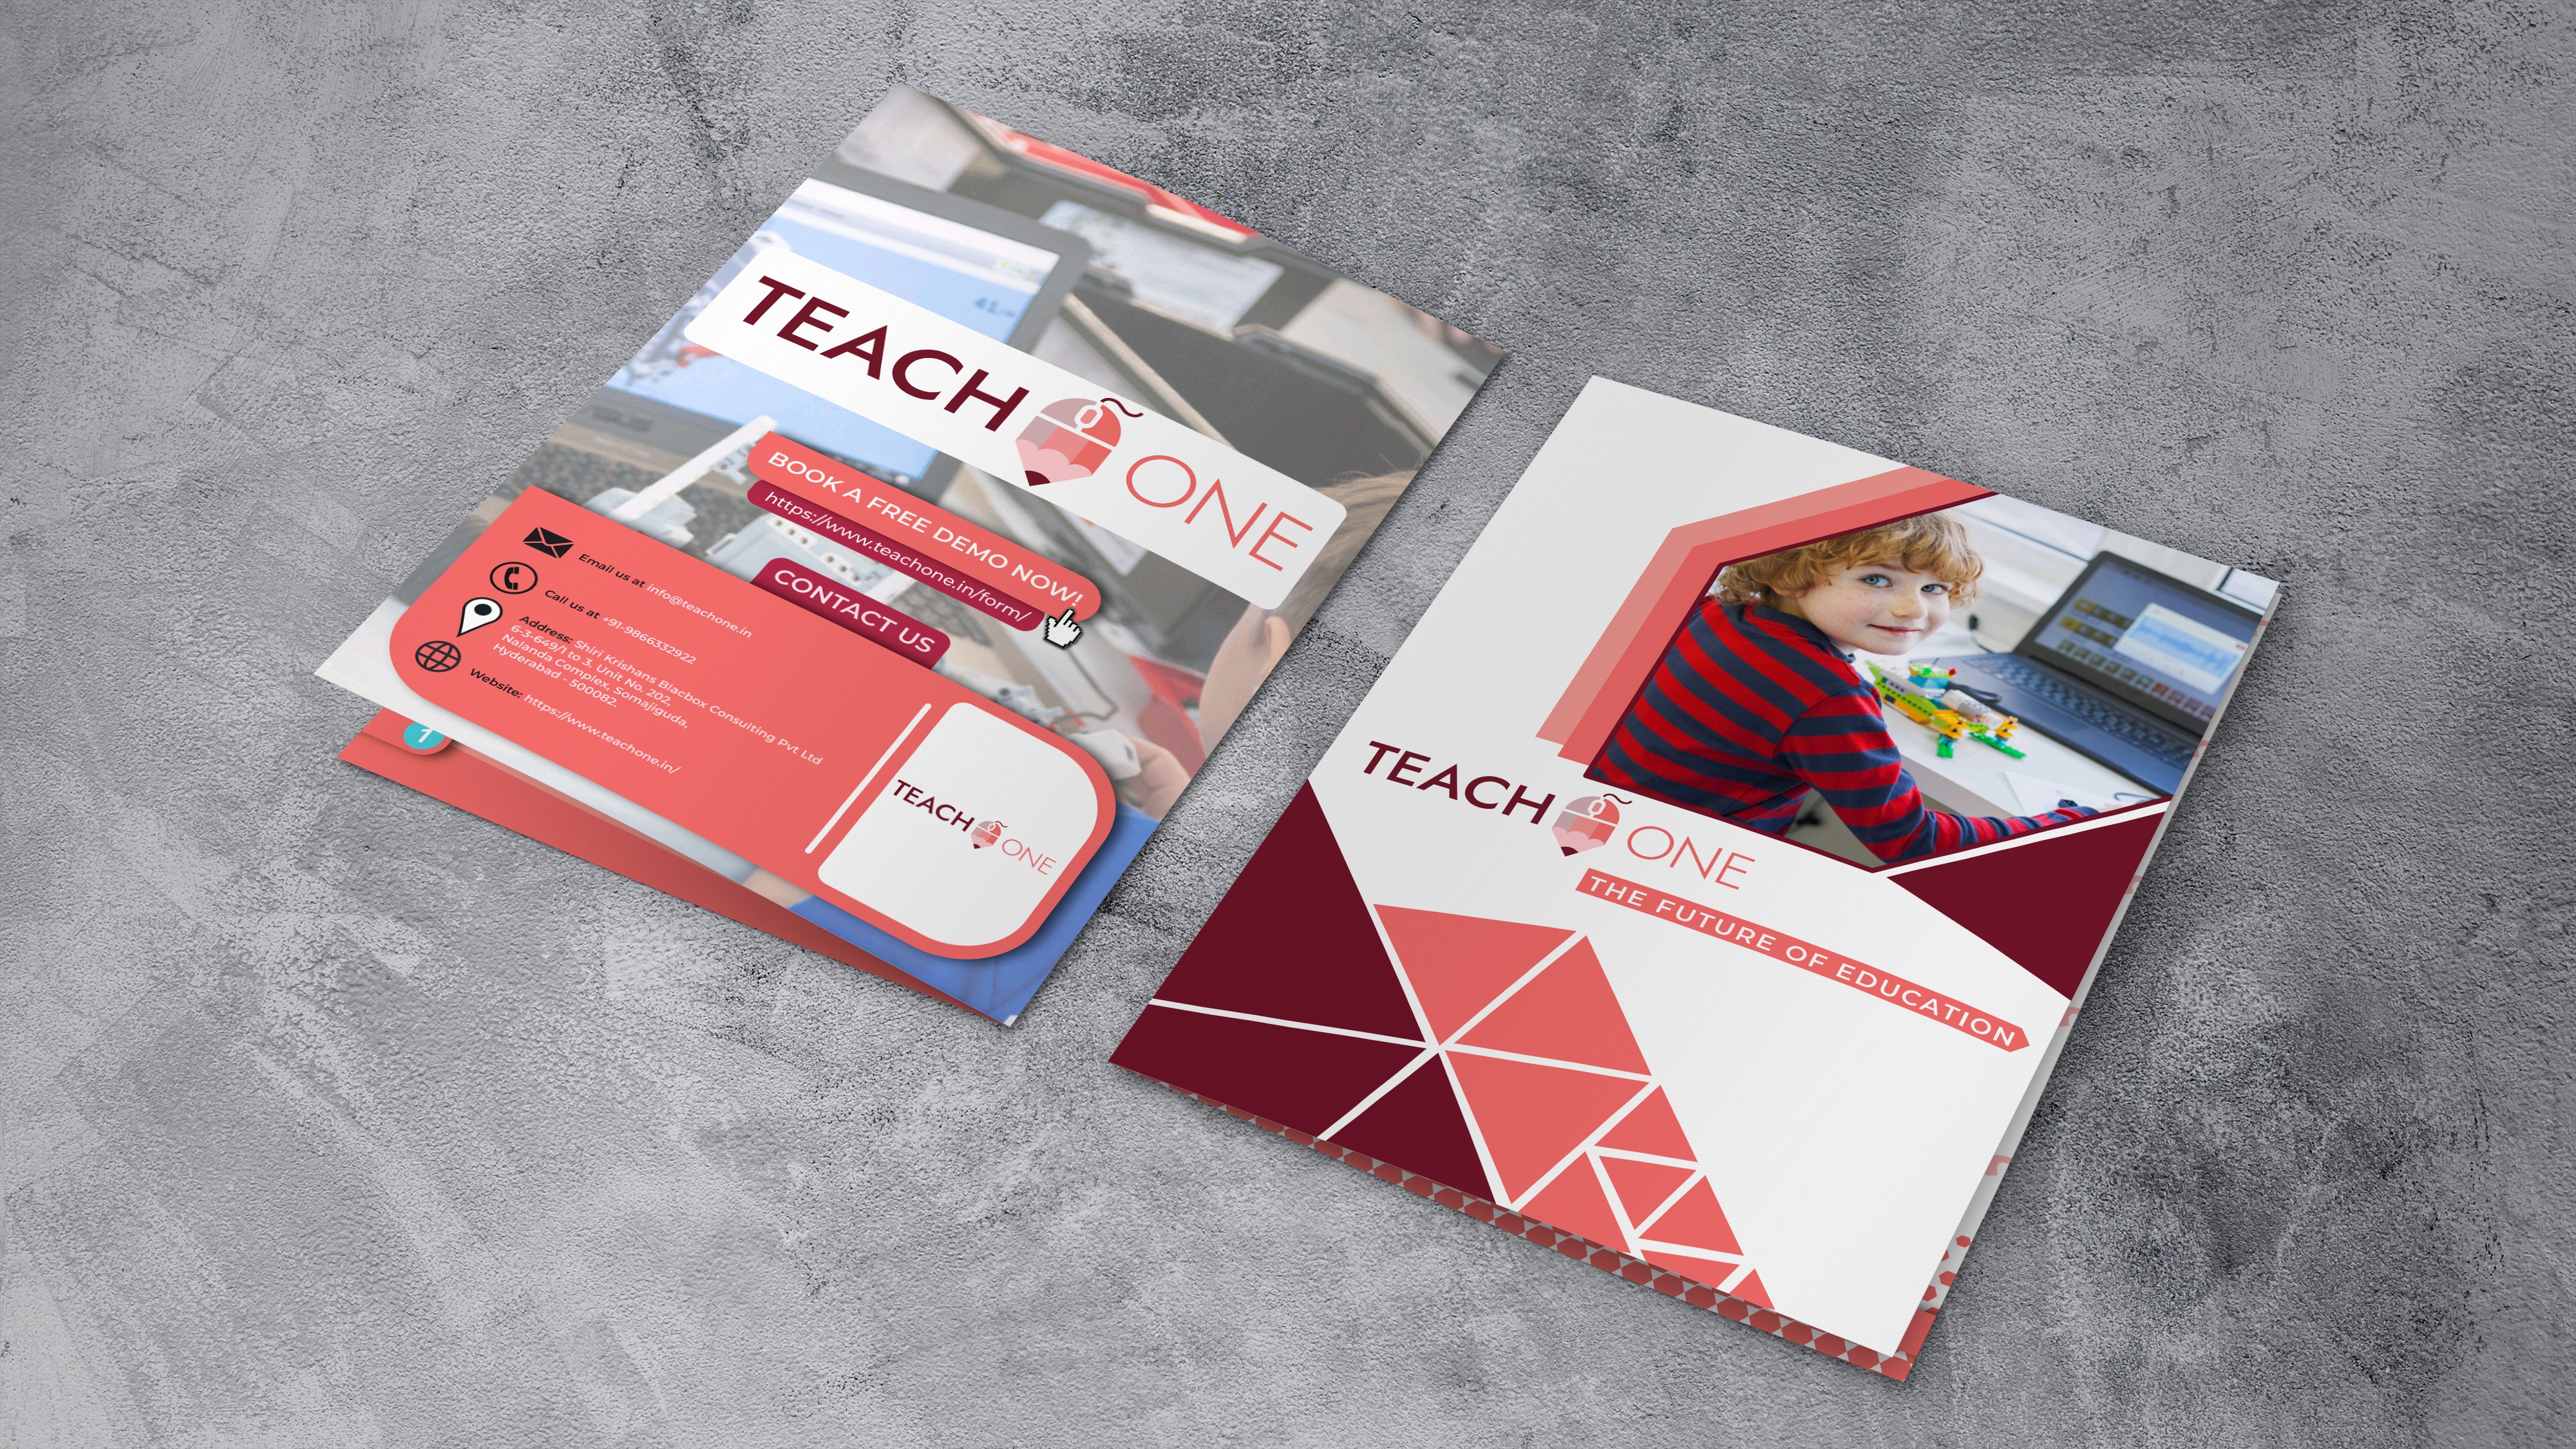 TEACH ONE
BOOK A FREE DEMO NOW!
https://www.teachone.in/form/
CONTACT US
Email us at info@teachone.in
Call us at +91-9866332922
Address: Shiri Krishans Blacbox Consulting Pvt Ltd
6-3-649/1 to 3, Unit No. 202,
Nalanda Complex, Somajiguda,
Hyderabad - 500082.
Website: https://www.teachone.in/
TEACH ONE
1
TEACH ONE
THE FUTURE OF EDUCATION